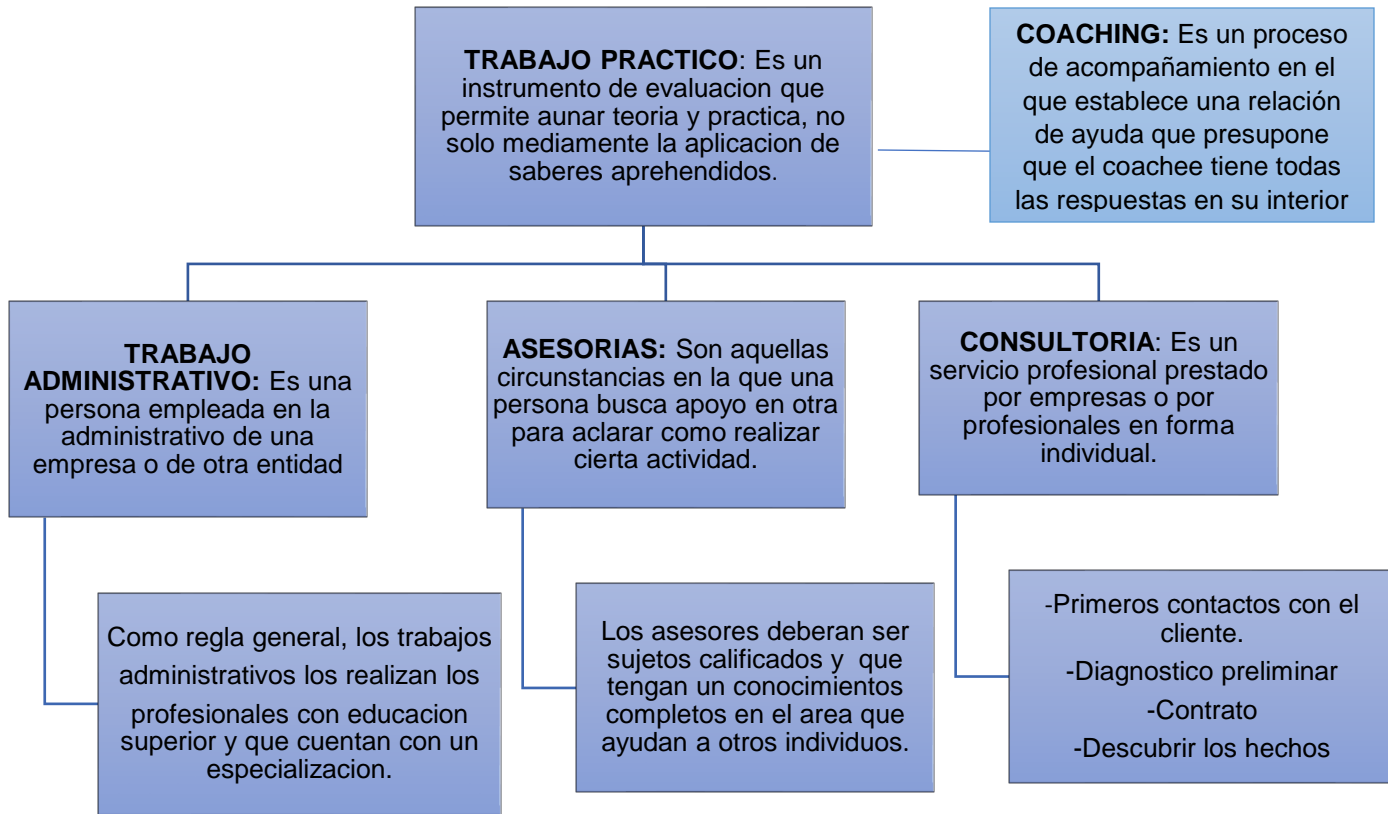 TRABAJO PRACTICO: Es un
instrumento de evaluacion que
permite aunar teoria y practica, no
solo mediamente la aplicacion de
saberes aprehendidos.
COACHING: Es un proceso
de acompañamiento en el
que establece una relación
de ayuda que presupone
que el coachee tiene todas
las respuestas en su interior
TRABAJO
ADMINISTRATIVO: Es una
persona empleada en la
administrativo de una
empresa o de otra entidad
ASESORIAS: Son aquellas
circunstancias en la que una
persona busca apoyo en otra
para aclarar como realizar
cierta actividad.
CONSULTORIA: Es un
servicio profesional prestado
por empresas o por
profesionales en forma
individual.
Como regla general, los trabajos
administrativos los realizan los
profesionales con educacion
superior y que cuentan con un
especializacion.
Los asesores deberan ser
sujetos calificados y que
tengan un conocimientos
completos en el area que
ayudan a otros individuos.
-Primeros contactos con el
cliente.
-Diagnostico preliminar
-Contrato
-Descubrir los hechos